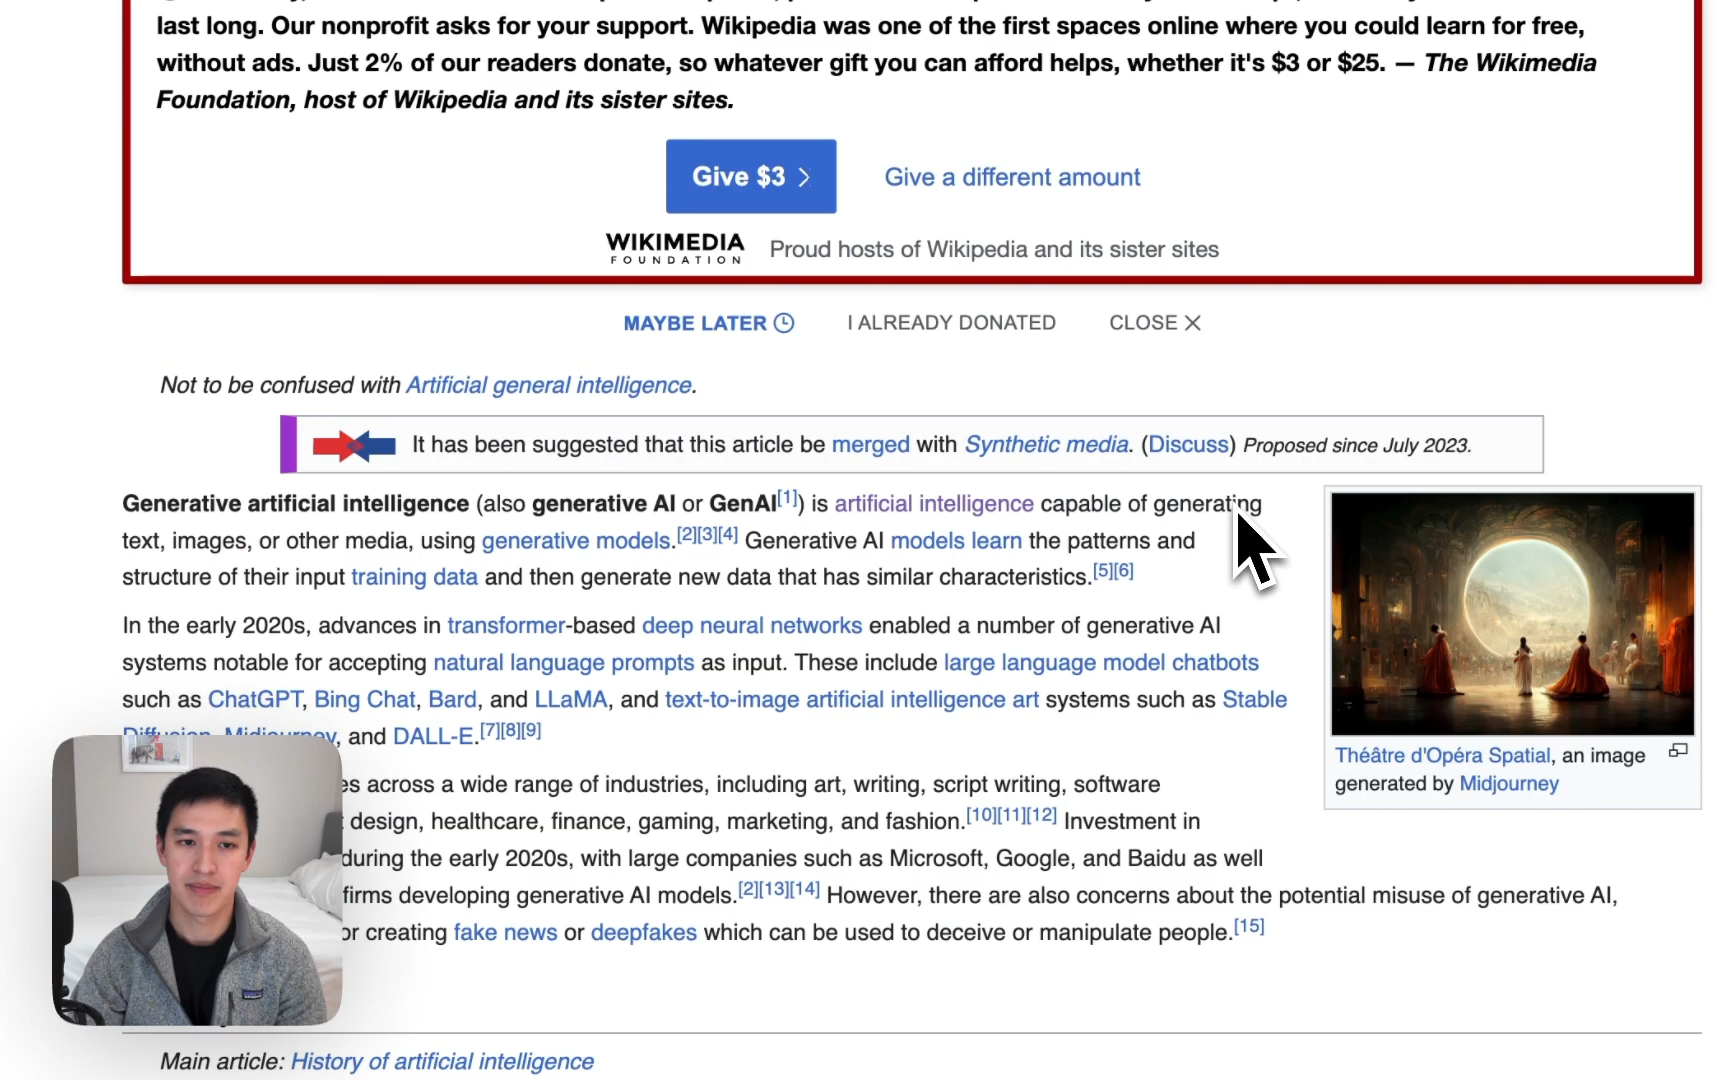 last long. Our nonprofit asks for your support. Wikipedia was one of the first spaces online where you could learn for free,
without ads. Just 2% of our readers donate, so whatever gift you can afford helps, whether it's $3 or $25. — The Wikimedia
Foundation, host of Wikipedia and its sister sites.
Give $3
Give a different amount
WIKIMEDIA
FOUNDATION
Proud hosts of Wikipedia and its sister sites
MAYBE LATER
I ALREADY DONATED
CLOSE
Not to be confused with Artificial general intelligence.
It has been suggested that this article be merged with Synthetic media. (Discuss) Proposed since July 2023.
Generative artificial intelligence (also generative AI or GenAI[1]) is artificial intelligence capable of generating
text, images, or other media, using generative models.[2][3][4] Generative AI models learn the patterns and
structure of their input training data and then generate new data that has similar characteristics.[5][6]
In the early 2020s, advances in transformer-based deep neural networks enabled a number of generative AI
systems notable for accepting natural language prompts as input. These include large language model chatbots
such as ChatGPT, Bing Chat, Bard, and LLaMA, and text-to-image artificial intelligence art systems such as Stable
Diffusion, Midjourney, and DALL-E.[7][8][9]
es across a wide range of industries, including art, writing, script writing, software
design, healthcare, finance, gaming, marketing, and fashion.[10][11][12] Investment in
during the early 2020s, with large companies such as Microsoft, Google, and Baidu as well
firms developing generative AI models.[2][13][14] However, there are also concerns about the potential misuse of generative AI,
or creating fake news or deepfakes which can be used to deceive or manipulate people.[15]
Théâtre d'Opéra Spatial, an image
generated by Midjourney
Main article: History of artificial intelligence